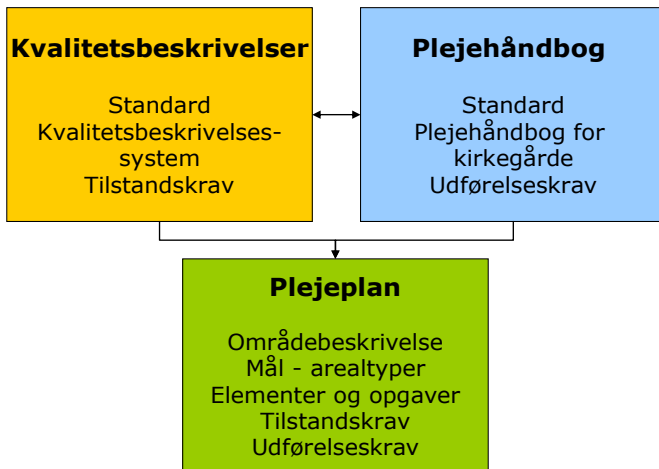 Kvalitetsbeskrivelser
Standard
Kvalitetsbeskrivelses-
system
Tilstandskrav
Plejehåndbog
Standard
Plejehåndbog for
kirkegårde
Udførelseskrav
Plejeplan
Områdebeskrivelse
Mål - arealtyper
Elementer og opgaver
Tilstandskrav
Udførelseskrav